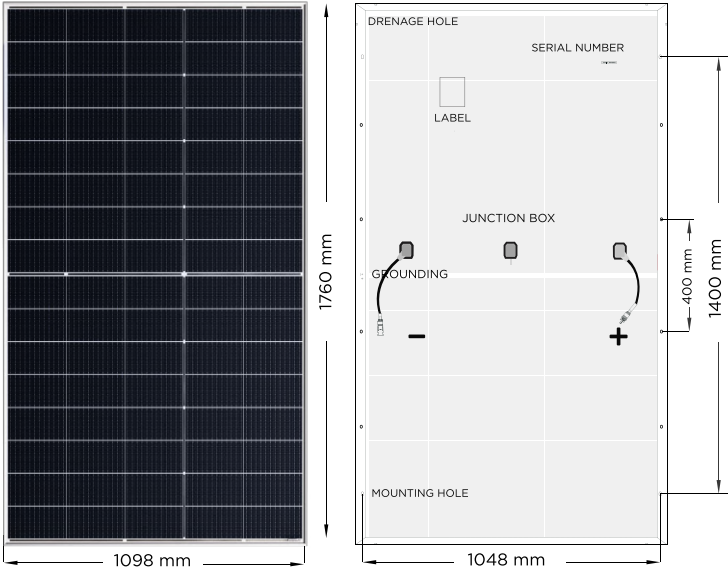 DRENAGE HOLE
SERIAL NUMBER
LABEL
JUNCTION BOX
GROUNDING
1760 mm
400 mm
1400 mm
MOUNTING HOLE
1098 mm
1048 mm